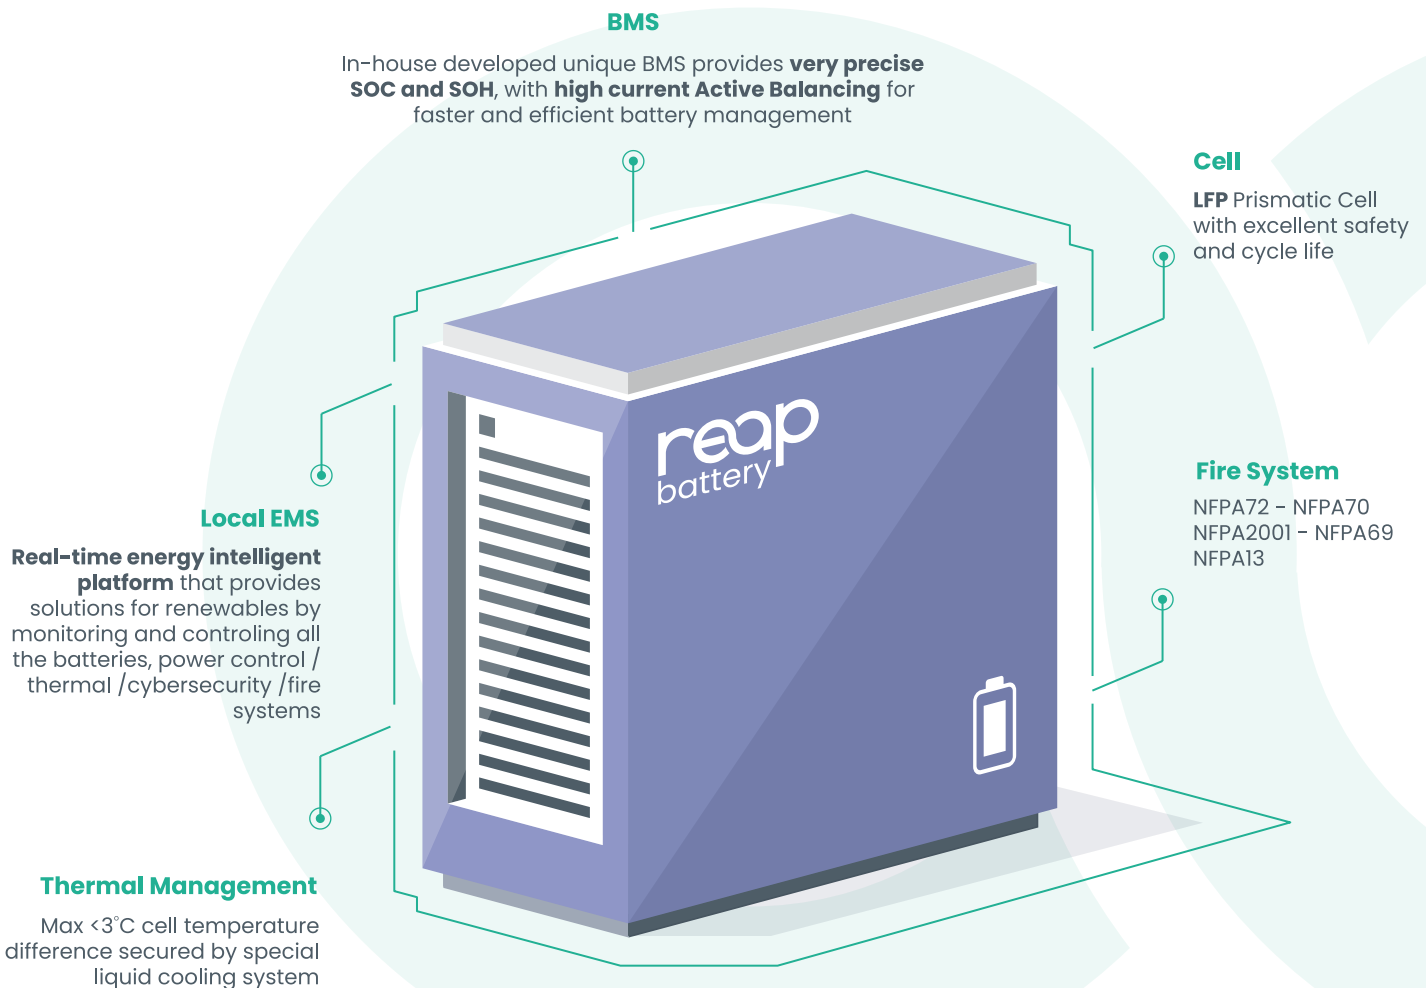 BMS
In-house developed unique BMS provides very precise
SOC and SOH, with high current Active Balancing for
faster and efficient battery management
Cell
LFP Prismatic Cell
with excellent safety
and cycle life
reap
battery
Fire System
NFPA72 – NFPA70
NFPA2001 – NFPA69
NFPA13
Local EMS
Real-time energy intelligent
platform that provides
solutions for renewables by
monitoring and controling all
the batteries, power control /
thermal /cybersecurity /fire
systems
Thermal Management
Max <3°C cell temperature
difference secured by special
liquid cooling system